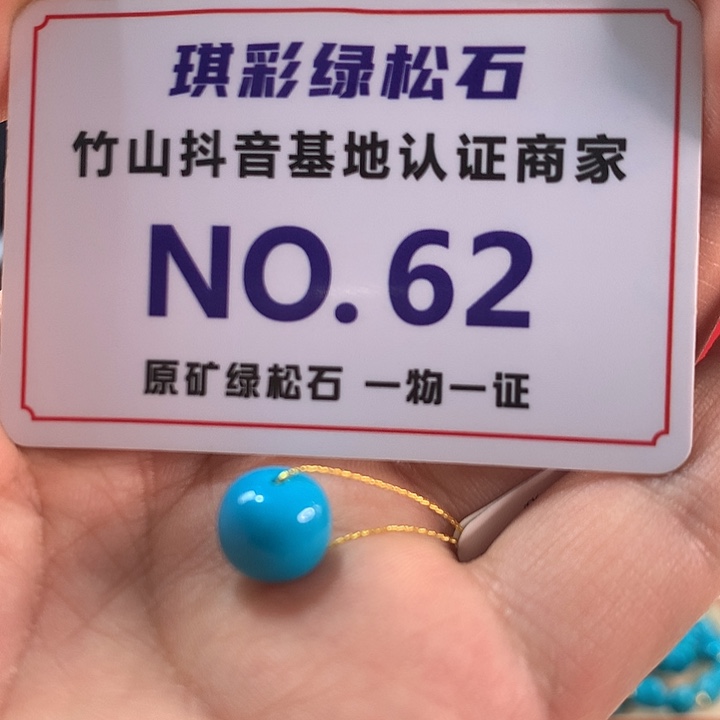 琪彩绿松石
竹山抖音基地认证商家
NO. 62
原矿绿松石 一物一证